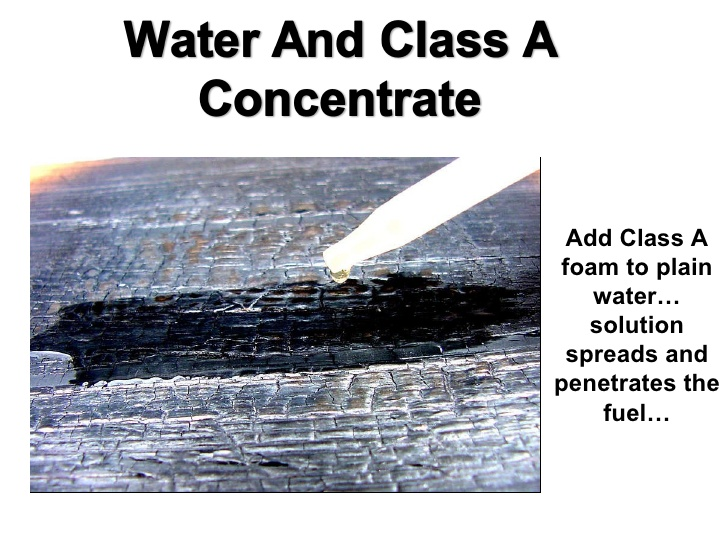 Water And Class A
Concentrate
Add Class A
foam to plain
water…
solution
spreads and
penetrates the
fuel…